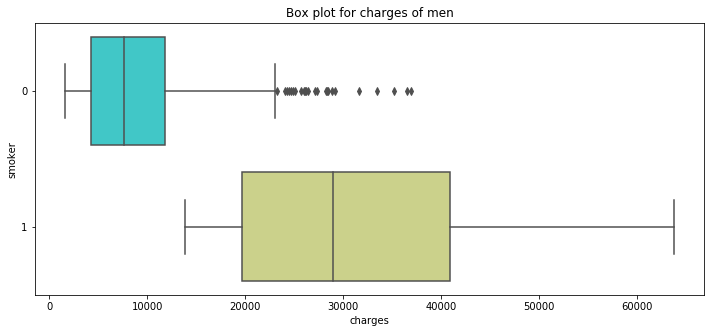 Box plot for charges of men
smoker
0
1
0 10000 20000 30000 40000 50000 60000
charges